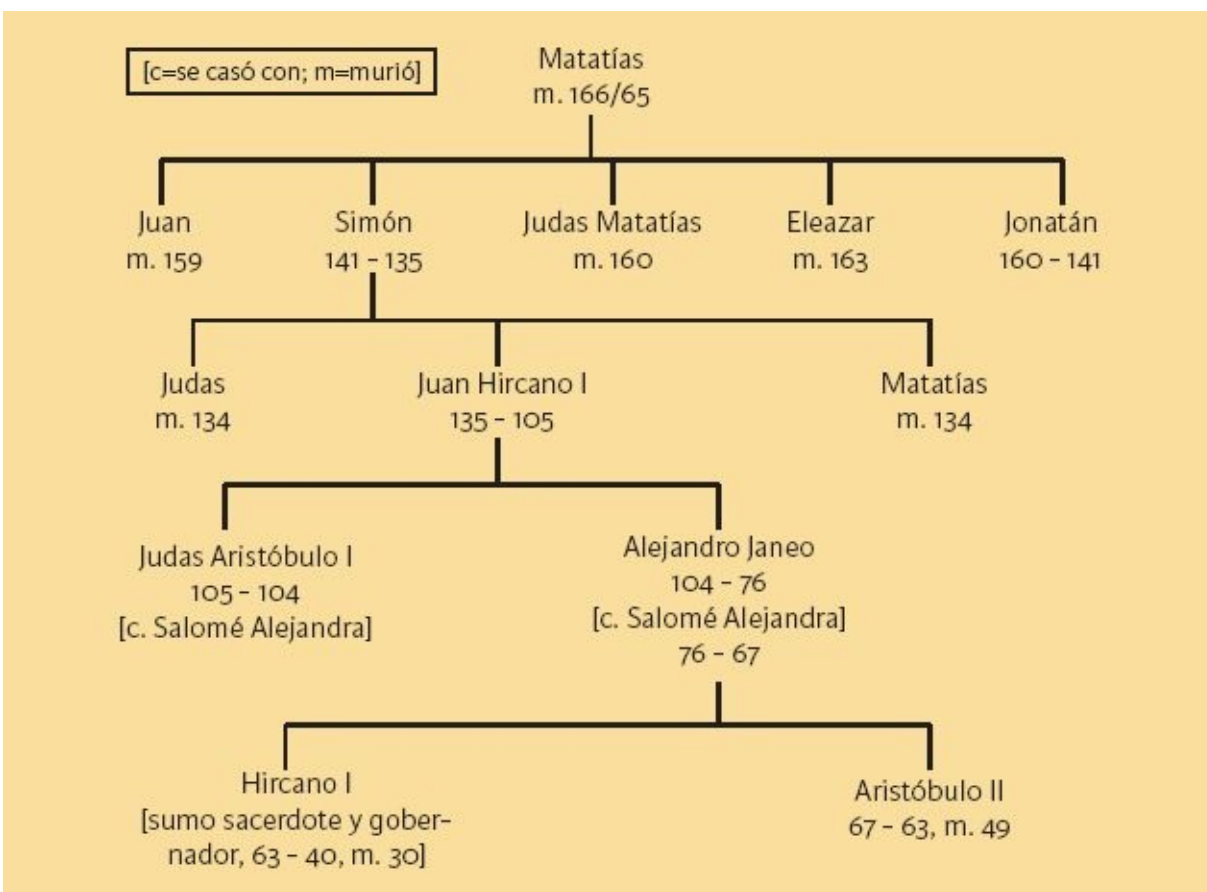 [c=se casó con; m=murió]
Matatías
m. 166/65
Juan
m. 159
Simón
141 – 135
Judas Matatías
m. 160
Eleazar
m. 163
Jonatán
160 – 141
Judas
m. 134
Juan Hircano I
135 – 105
Matatías
m. 134
Judas Aristóbulo I
105 – 104
[c. Salomé Alejandra]
Alejandro Janeo
104 – 76
[c. Salomé Alejandra]
76 – 67
Hircano I
[sumo sacerdote y gober-
nador, 63 – 40, m. 30]
Aristóbulo II
67 – 63, m. 49